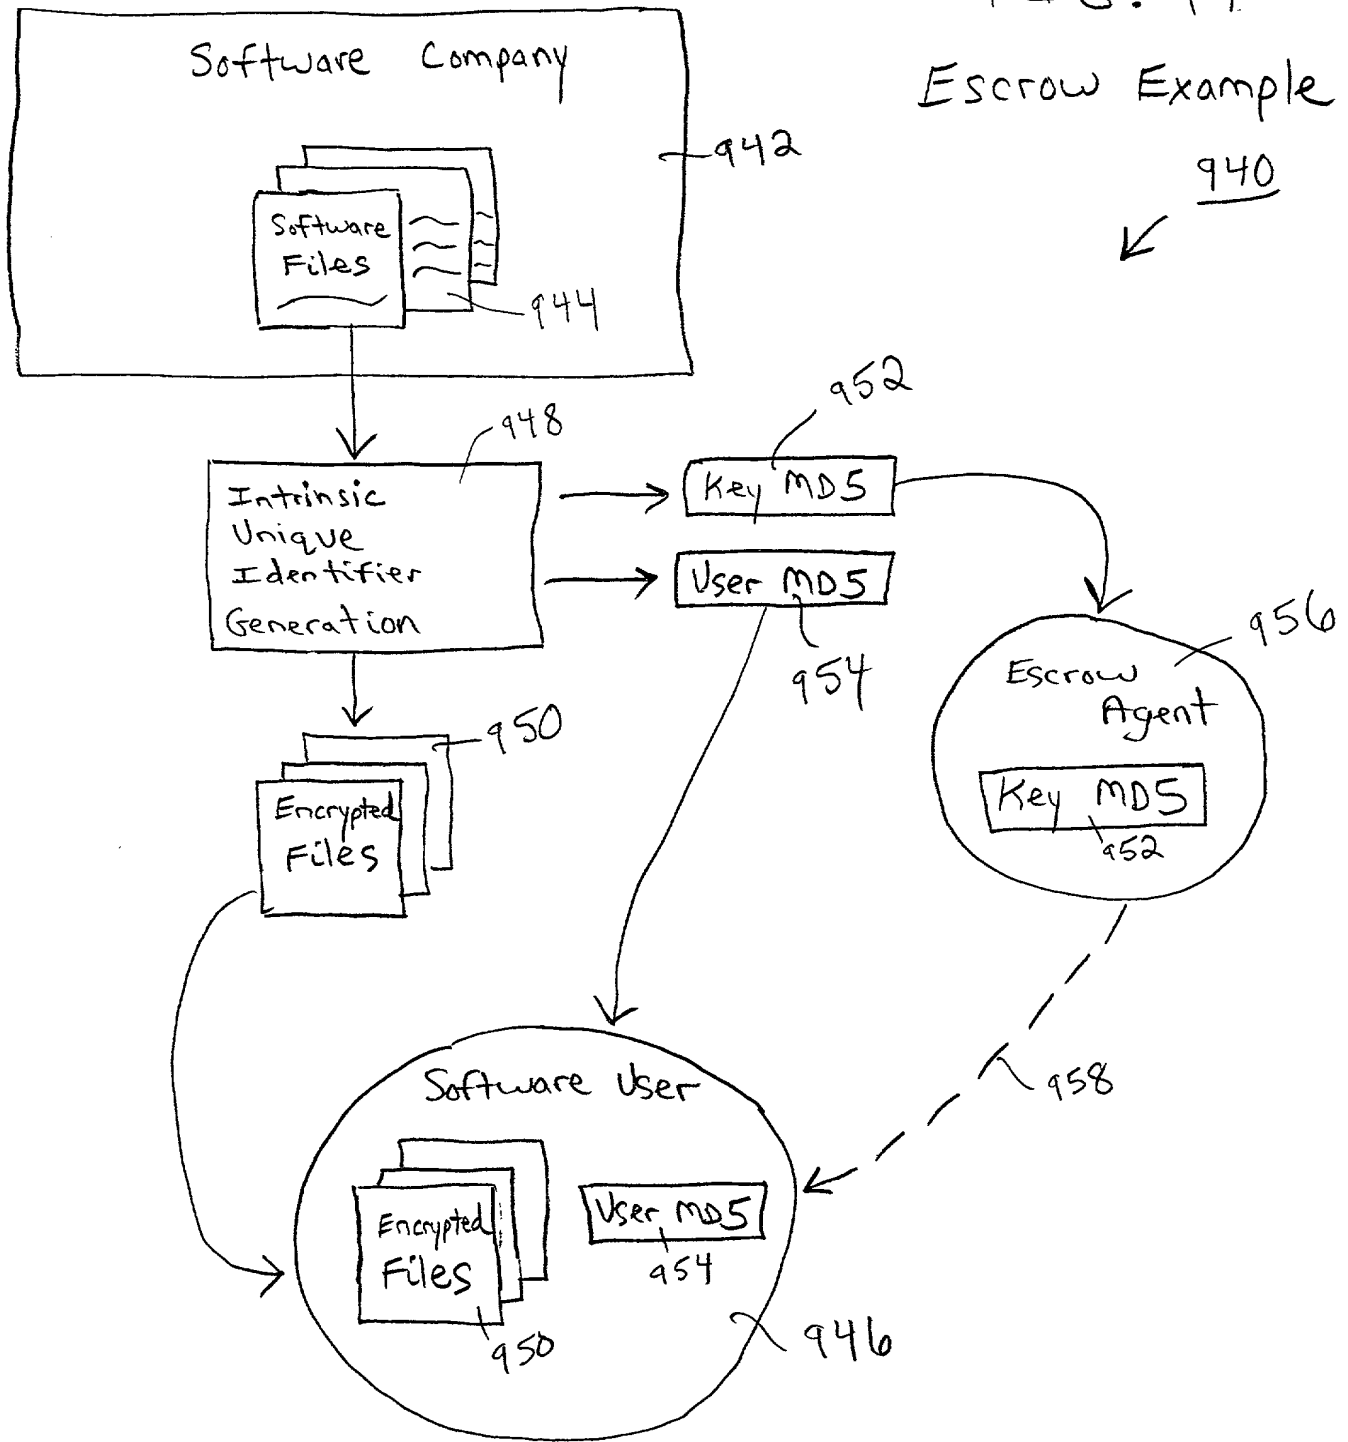 Software Company
Escrow Example
942
940
Software
Files
944
952
948
Key MD5
Intrinsic
Unique
Identifier
Generation
User MD5
954
956
Escrow
Agent
Key MD5
952
950
Encrypted
Files
958
Software User
Encrypted
Files
950
User MD5
954
946